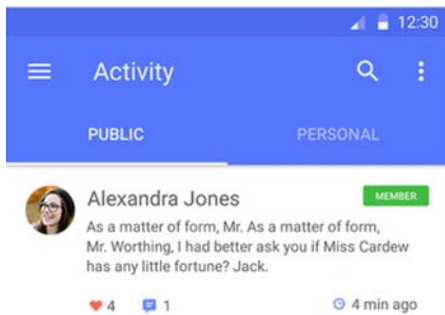 12:30
Activity
PUBLIC PERSONAL
Alexandra Jones MEMBER
As a matter of form, Mr. As a matter of form,
Mr. Worthing, I had better ask you if Miss Cardew
has any little fortune? Jack.
4 1 4 min ago